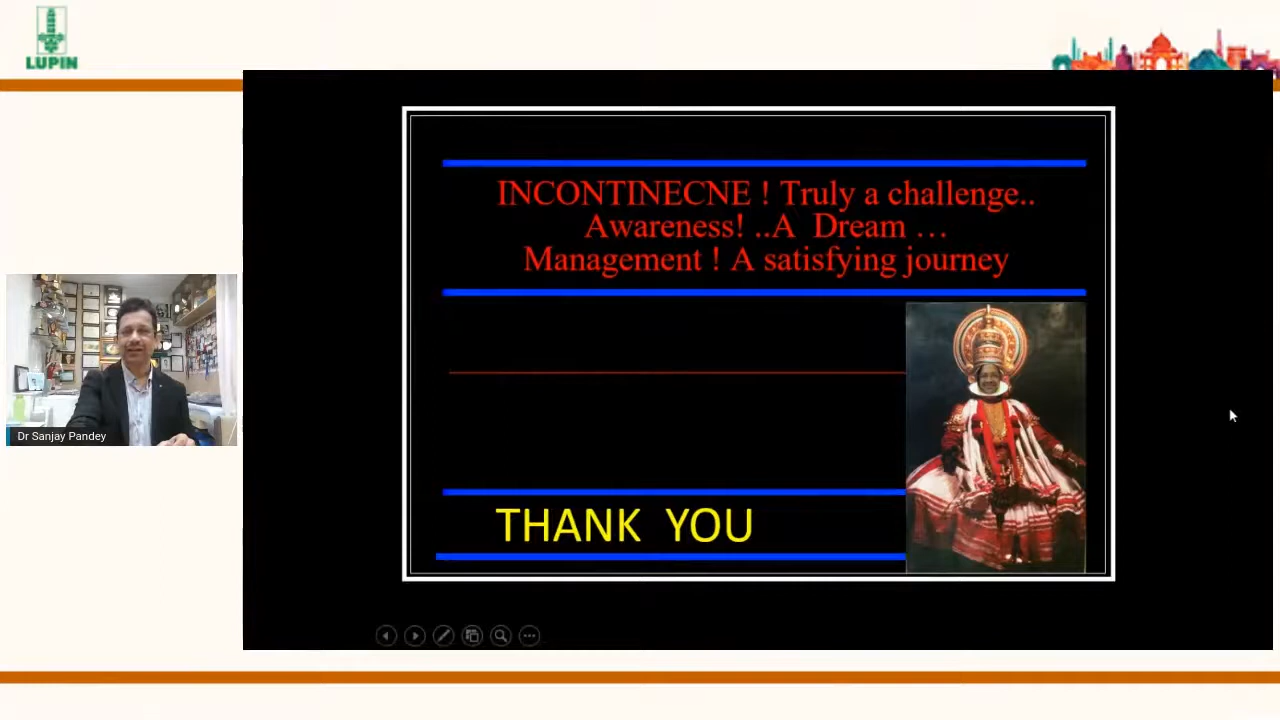 LUPIN
INCONTINECNE ! Truly a challenge..
Awareness! ..A Dream …
Management ! A satisfying journey
THANK YOU
Dr Sanjay Pandey